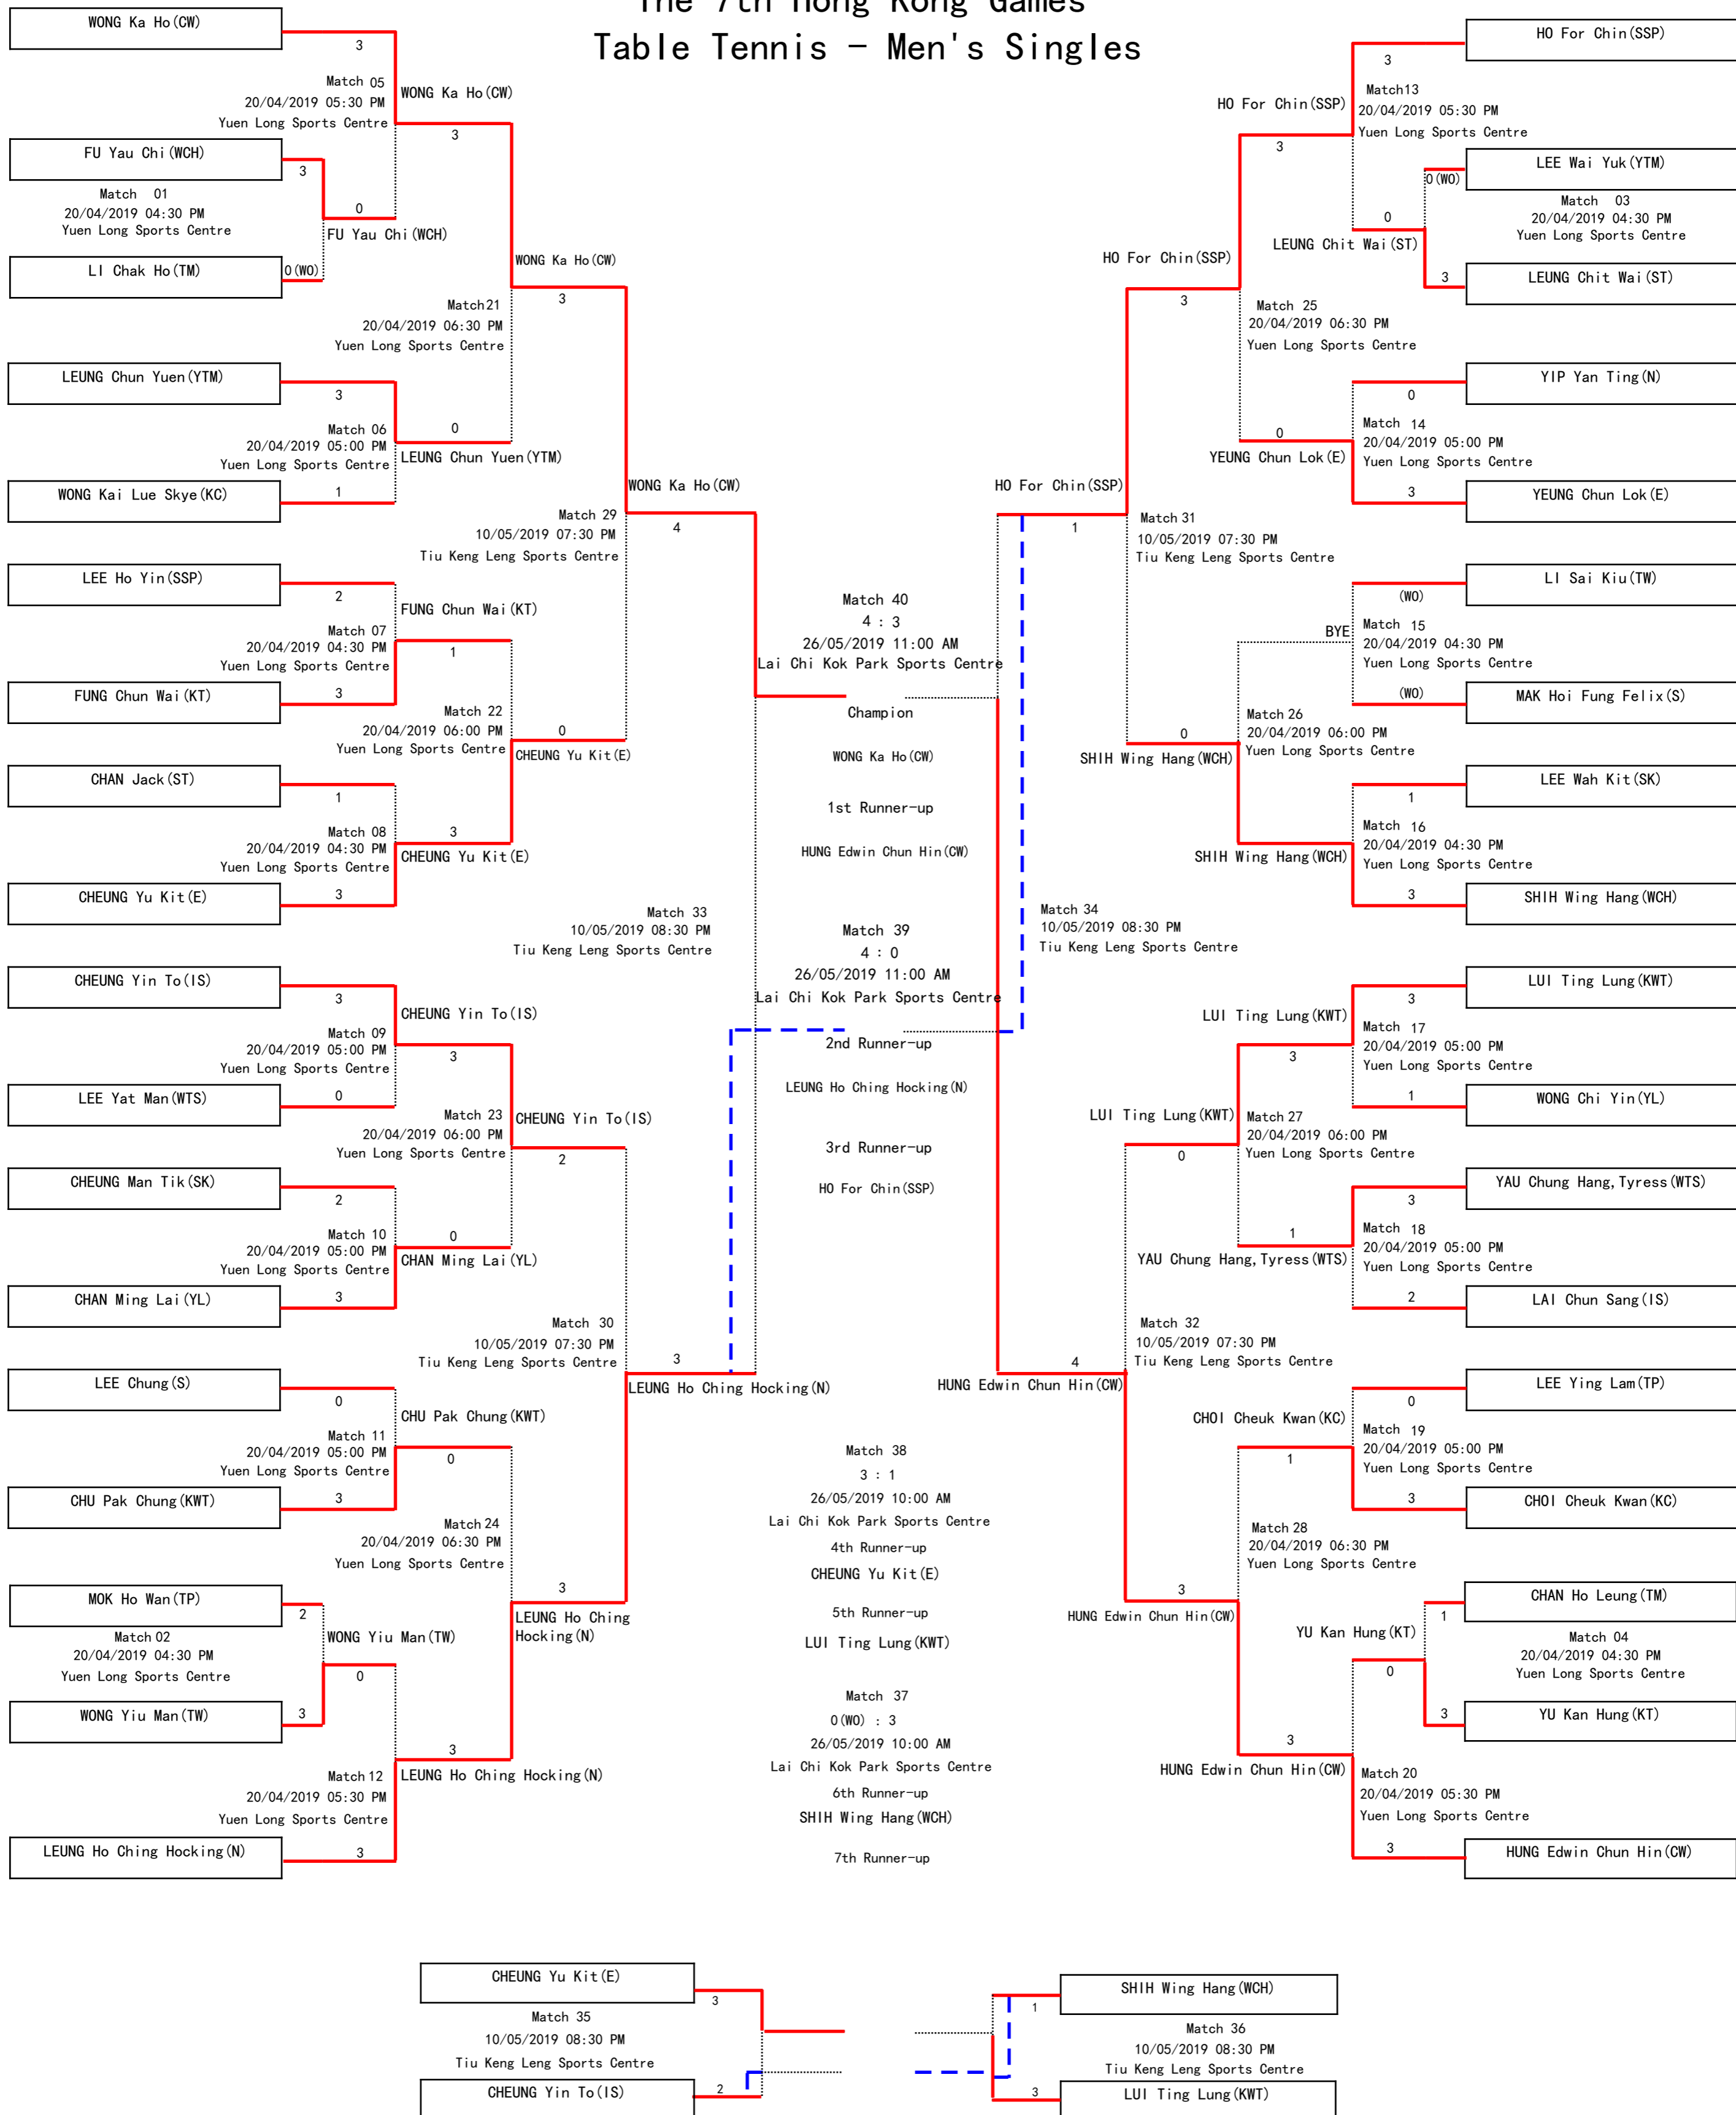 The 7th Hong Kong Games
Table Tennis - Men's Singles
WONG Ka Ho(CW)
3
Match 05
20/04/2019 05:30 PM
Yuen Long Sports Centre
WONG Ka Ho(CW)
3
FU Yau Chi(WCH)
3
Match 01
20/04/2019 04:30 PM
Yuen Long Sports Centre
0
FU Yau Chi(WCH)
LI Chak Ho(TM)
0(WO)
WONG Ka Ho(CW)
3
Match21
20/04/2019 06:30 PM
Yuen Long Sports Centre
LEUNG Chun Yuen(YTM)
3
Match 06
20/04/2019 05:00 PM
Yuen Long Sports Centre
0
LEUNG Chun Yuen(YTM)
WONG Kai Lue Skye(KC)
1
WONG Ka Ho(CW)
4
Match 29
10/05/2019 07:30 PM
Tiu Keng Leng Sports Centre
LEE Ho Yin(SSP)
2
FUNG Chun Wai(KT)
Match 07
20/04/2019 04:30 PM
Yuen Long Sports Centre
1
FUNG Chun Wai(KT)
3
Match 22
20/04/2019 06:00 PM
Yuen Long Sports Centre
0
CHEUNG Yu Kit(E)
CHAN Jack(ST)
1
Match 08
20/04/2019 04:30 PM
Yuen Long Sports Centre
3
CHEUNG Yu Kit(E)
CHEUNG Yu Kit(E)
3
Match 33
10/05/2019 08:30 PM
Tiu Keng Leng Sports Centre
CHEUNG Yin To(IS)
3
CHEUNG Yin To(IS)
Match 09
20/04/2019 05:00 PM
Yuen Long Sports Centre
3
LEE Yat Man(WTS)
0
Match 23
20/04/2019 06:00 PM
Yuen Long Sports Centre
CHEUNG Yin To(IS)
2
CHEUNG Man Tik(SK)
2
Match 10
20/04/2019 05:00 PM
Yuen Long Sports Centre
0
CHAN Ming Lai(YL)
CHAN Ming Lai(YL)
3
Match 30
10/05/2019 07:30 PM
Tiu Keng Leng Sports Centre
3
LEUNG Ho Ching Hocking(N)
LEE Chung(S)
0
CHU Pak Chung(KWT)
Match 11
20/04/2019 05:00 PM
Yuen Long Sports Centre
0
CHU Pak Chung(KWT)
3
Match 24
20/04/2019 06:30 PM
Yuen Long Sports Centre
3
LEUNG Ho Ching
Hocking(N)
MOK Ho Wan(TP)
2
Match 02
20/04/2019 04:30 PM
Yuen Long Sports Centre
WONG Yiu Man(TW)
0
WONG Yiu Man(TW)
3
3
Match 12
20/04/2019 05:30 PM
Yuen Long Sports Centre
LEUNG Ho Ching Hocking(N)
LEUNG Ho Ching Hocking(N)
3
Match 40
4 : 3
26/05/2019 11:00 AM
Lai Chi Kok Park Sports Centre
Champion
WONG Ka Ho(CW)
1st Runner-up
HUNG Edwin Chun Hin(CW)
Match 39
4 : 0
26/05/2019 11:00 AM
Lai Chi Kok Park Sports Centre
2nd Runner-up
LEUNG Ho Ching Hocking(N)
3rd Runner-up
HO For Chin(SSP)
Match 38
3 : 1
26/05/2019 10:00 AM
Lai Chi Kok Park Sports Centre
4th Runner-up
CHEUNG Yu Kit(E)
5th Runner-up
LUI Ting Lung(KWT)
Match 37
0(WO) : 3
26/05/2019 10:00 AM
Lai Chi Kok Park Sports Centre
6th Runner-up
SHIH Wing Hang(WCH)
7th Runner-up
HO For Chin(SSP)
3
Match13
20/04/2019 05:30 PM
Yuen Long Sports Centre
HO For Chin(SSP)
3
LEE Wai Yuk(YTM)
0(WO)
Match 03
20/04/2019 04:30 PM
Yuen Long Sports Centre
0
LEUNG Chit Wai(ST)
LEUNG Chit Wai(ST)
3
HO For Chin(SSP)
3
Match 25
20/04/2019 06:30 PM
Yuen Long Sports Centre
YIP Yan Ting(N)
0
Match 14
20/04/2019 05:00 PM
Yuen Long Sports Centre
0
YEUNG Chun Lok(E)
YEUNG Chun Lok(E)
3
HO For Chin(SSP)
1
Match 31
10/05/2019 07:30 PM
Tiu Keng Leng Sports Centre
LI Sai Kiu(TW)
(WO)
BYE
Match 15
20/04/2019 04:30 PM
Yuen Long Sports Centre
(WO)
MAK Hoi Fung Felix(S)
Match 26
20/04/2019 06:00 PM
Yuen Long Sports Centre
0
SHIH Wing Hang(WCH)
LEE Wah Kit(SK)
1
Match 16
20/04/2019 04:30 PM
Yuen Long Sports Centre
SHIH Wing Hang(WCH)
3
SHIH Wing Hang(WCH)
Match 34
10/05/2019 08:30 PM
Tiu Keng Leng Sports Centre
LUI Ting Lung(KWT)
3
LUI Ting Lung(KWT)
Match 17
20/04/2019 05:00 PM
Yuen Long Sports Centre
3
WONG Chi Yin(YL)
1
LUI Ting Lung(KWT)
0
Match 27
20/04/2019 06:00 PM
Yuen Long Sports Centre
YAU Chung Hang,Tyress(WTS)
3
Match 18
20/04/2019 05:00 PM
Yuen Long Sports Centre
1
YAU Chung Hang,Tyress(WTS)
2
LAI Chun Sang(IS)
Match 32
10/05/2019 07:30 PM
Tiu Keng Leng Sports Centre
4
HUNG Edwin Chun Hin(CW)
LEE Ying Lam(TP)
0
CHOI Cheuk Kwan(KC)
Match 19
20/04/2019 05:00 PM
Yuen Long Sports Centre
1
3
CHOI Cheuk Kwan(KC)
Match 28
20/04/2019 06:30 PM
Yuen Long Sports Centre
3
HUNG Edwin Chun Hin(CW)
CHAN Ho Leung(TM)
1
Match 04
20/04/2019 04:30 PM
Yuen Long Sports Centre
YU Kan Hung(KT)
0
3
YU Kan Hung(KT)
3
HUNG Edwin Chun Hin(CW)
Match 20
20/04/2019 05:30 PM
Yuen Long Sports Centre
3
HUNG Edwin Chun Hin(CW)
CHEUNG Yu Kit(E)
3
Match 35
10/05/2019 08:30 PM
Tiu Keng Leng Sports Centre
CHEUNG Yin To(IS)
2
SHIH Wing Hang(WCH)
1
Match 36
10/05/2019 08:30 PM
Tiu Keng Leng Sports Centre
3
LUI Ting Lung(KWT)